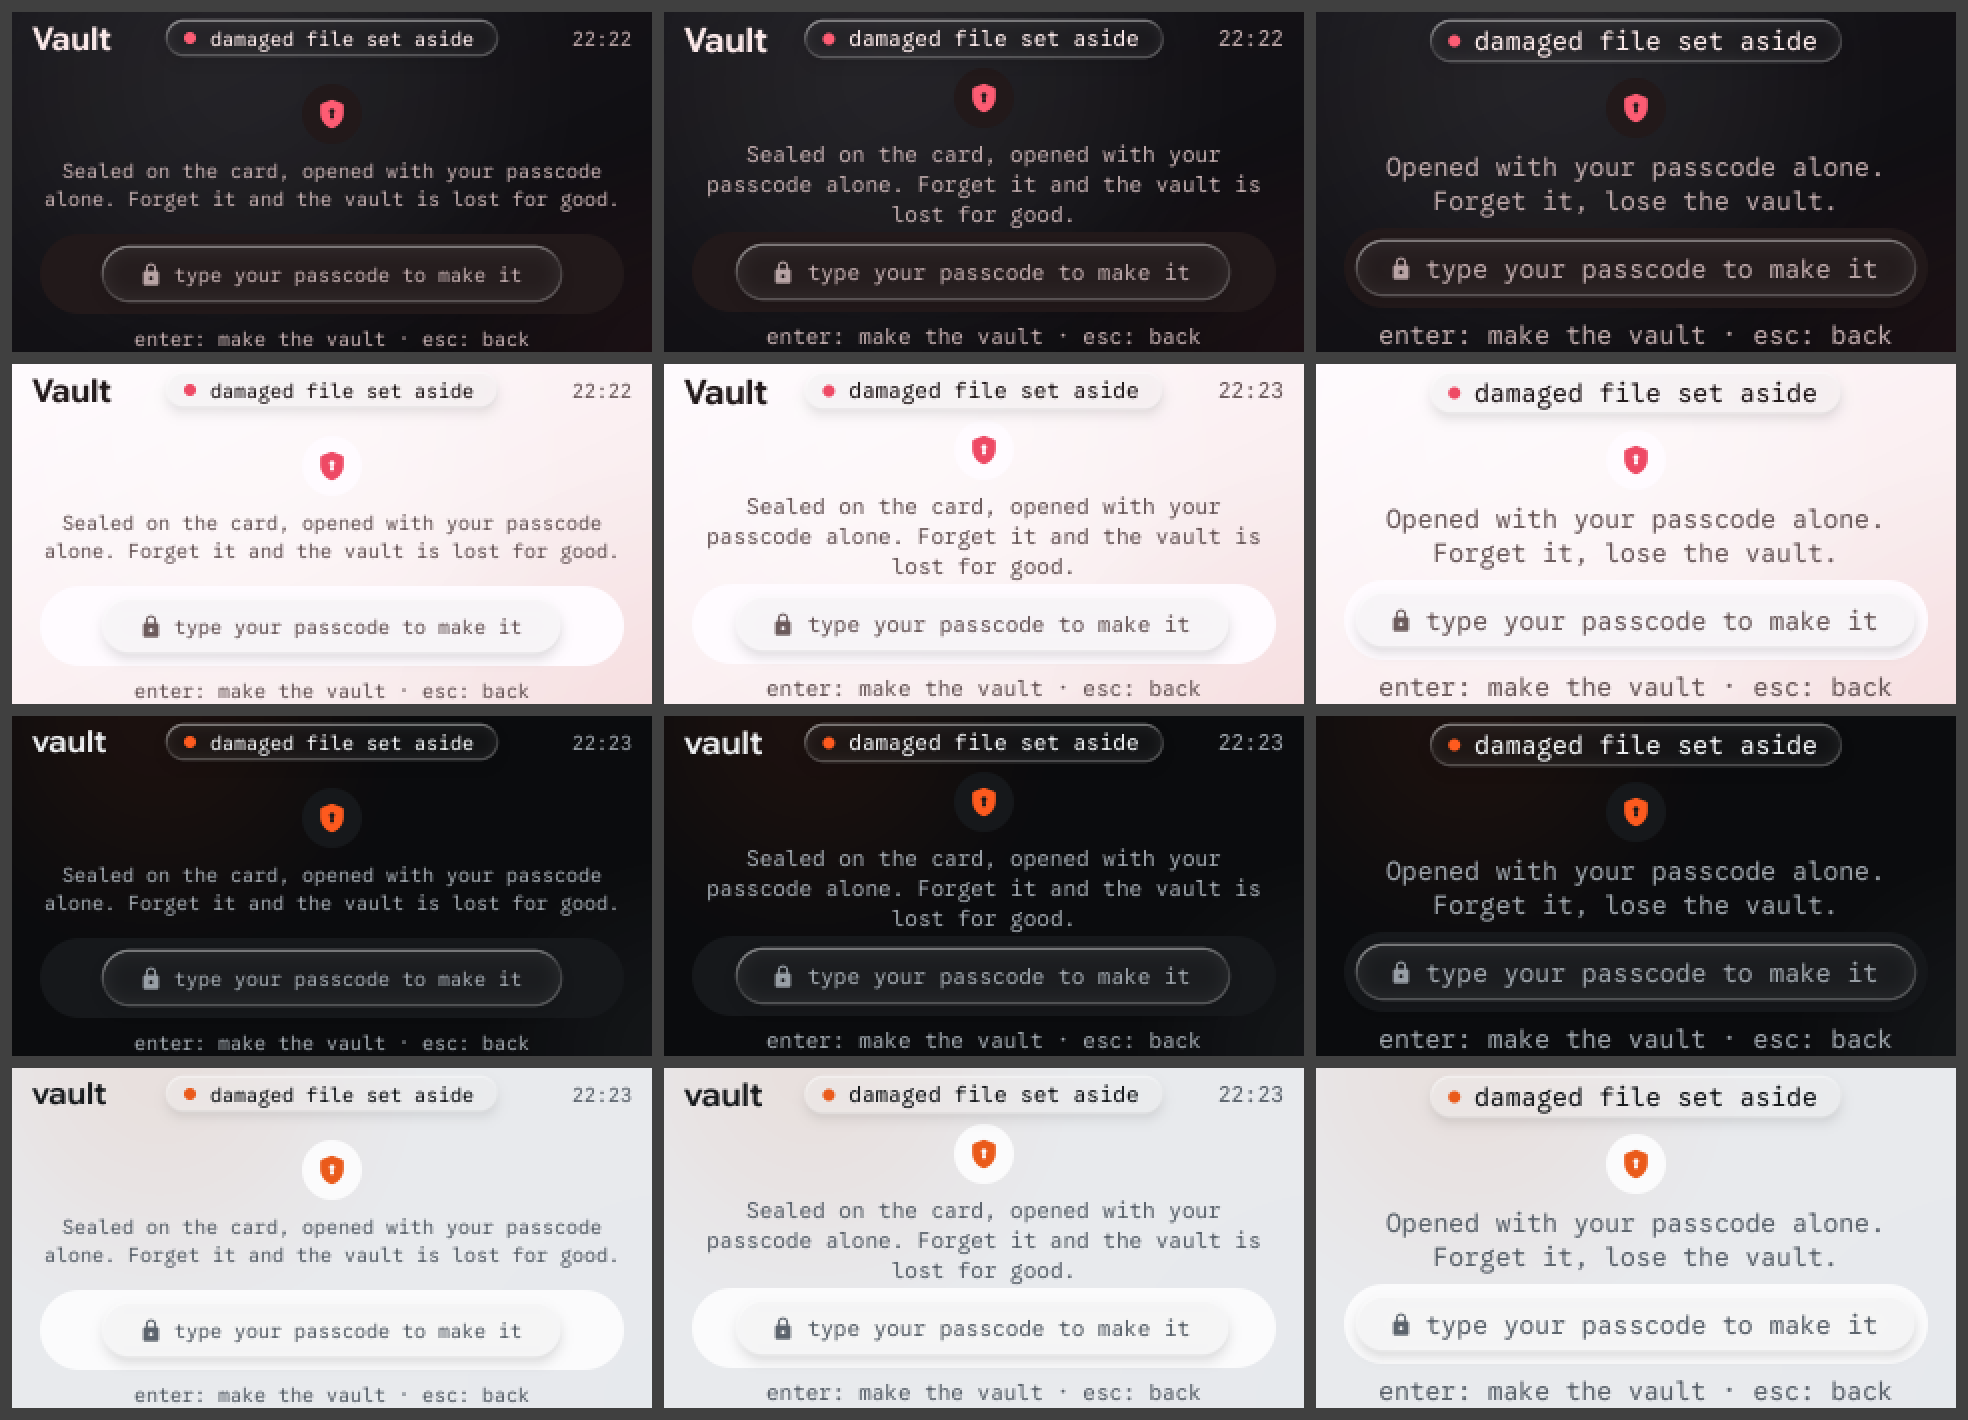 Vault
damaged file set aside
22:22
Sealed on the card, opened with your passcode
alone. Forget it and the vault is lost for good.
type your passcode to make it
enter: make the vault · esc: back
Vault
damaged file set aside
22:22
Sealed on the card, opened with your
passcode alone. Forget it and the vault is
lost for good.
type your passcode to make it
enter: make the vault · esc: back
damaged file set aside
Opened with your passcode alone.
Forget it, lose the vault.
type your passcode to make it
enter: make the vault · esc: back
Vault
damaged file set aside
22:22
Sealed on the card, opened with your passcode
alone. Forget it and the vault is lost for good.
type your passcode to make it
enter: make the vault · esc: back
Vault
damaged file set aside
22:23
Sealed on the card, opened with your
passcode alone. Forget it and the vault is
lost for good.
type your passcode to make it
enter: make the vault · esc: back
damaged file set aside
Opened with your passcode alone.
Forget it, lose the vault.
type your passcode to make it
enter: make the vault · esc: back
vault
damaged file set aside
22:23
Sealed on the card, opened with your passcode
alone. Forget it and the vault is lost for good.
type your passcode to make it
enter: make the vault · esc: back
vault
damaged file set aside
22:23
Sealed on the card, opened with your
passcode alone. Forget it and the vault is
lost for good.
type your passcode to make it
enter: make the vault · esc: back
damaged file set aside
Opened with your passcode alone.
Forget it, lose the vault.
type your passcode to make it
enter: make the vault · esc: back
vault
damaged file set aside
22:23
Sealed on the card, opened with your passcode
alone. Forget it and the vault is lost for good.
type your passcode to make it
enter: make the vault · esc: back
vault
damaged file set aside
22:23
Sealed on the card, opened with your
passcode alone. Forget it and the vault is
lost for good.
type your passcode to make it
enter: make the vault · esc: back
damaged file set aside
Opened with your passcode alone.
Forget it, lose the vault.
type your passcode to make it
enter: make the vault · esc: back